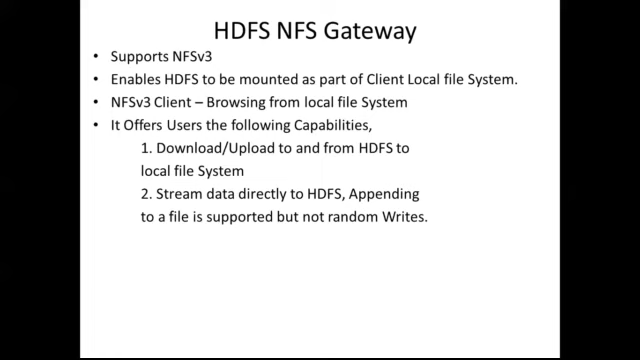 HDFS NFS Gateway
• Supports NFSv3
• Enables HDFS to be mounted as part of Client Local file System.
• NFSv3 Client – Browsing from local file System
• It Offers Users the following Capabilities,
1. Download/Upload to and from HDFS to
local file System
2. Stream data directly to HDFS, Appending
to a file is supported but not random Writes.